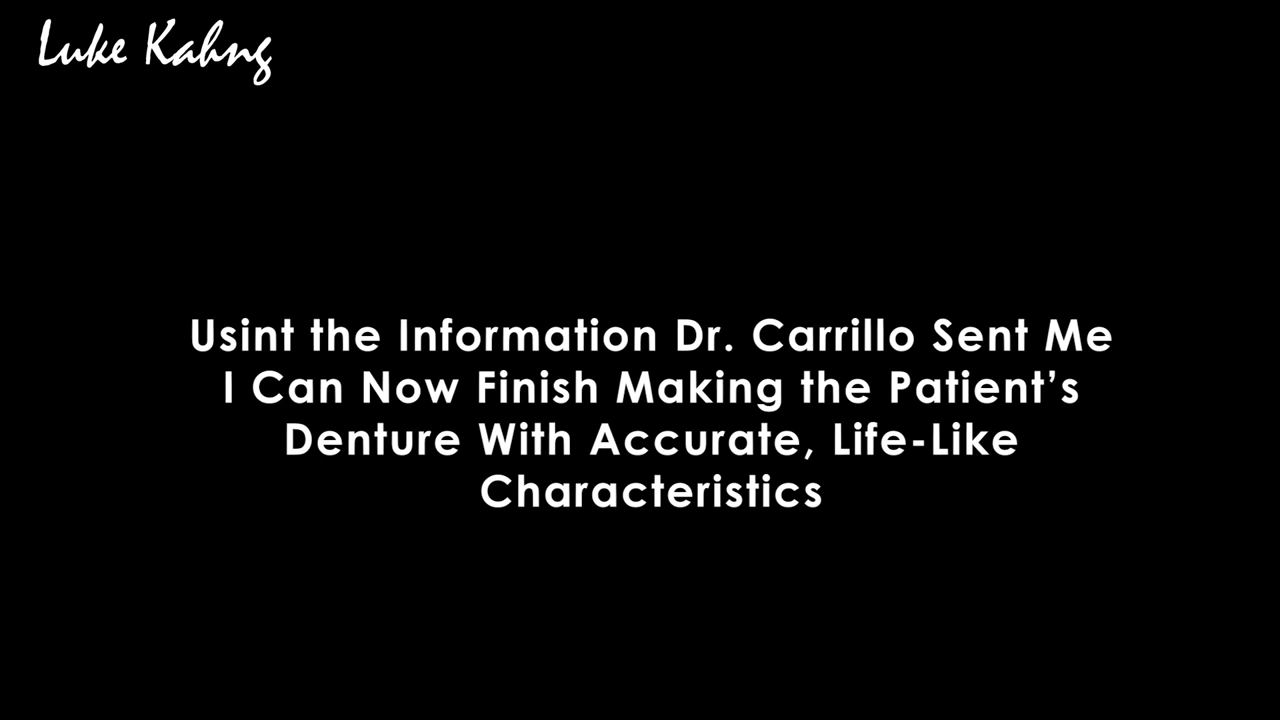 Luke Kahng
Usint the Information Dr. Carrillo Sent Me
I Can Now Finish Making the Patient’s
Denture With Accurate, Life-Like
Characteristics